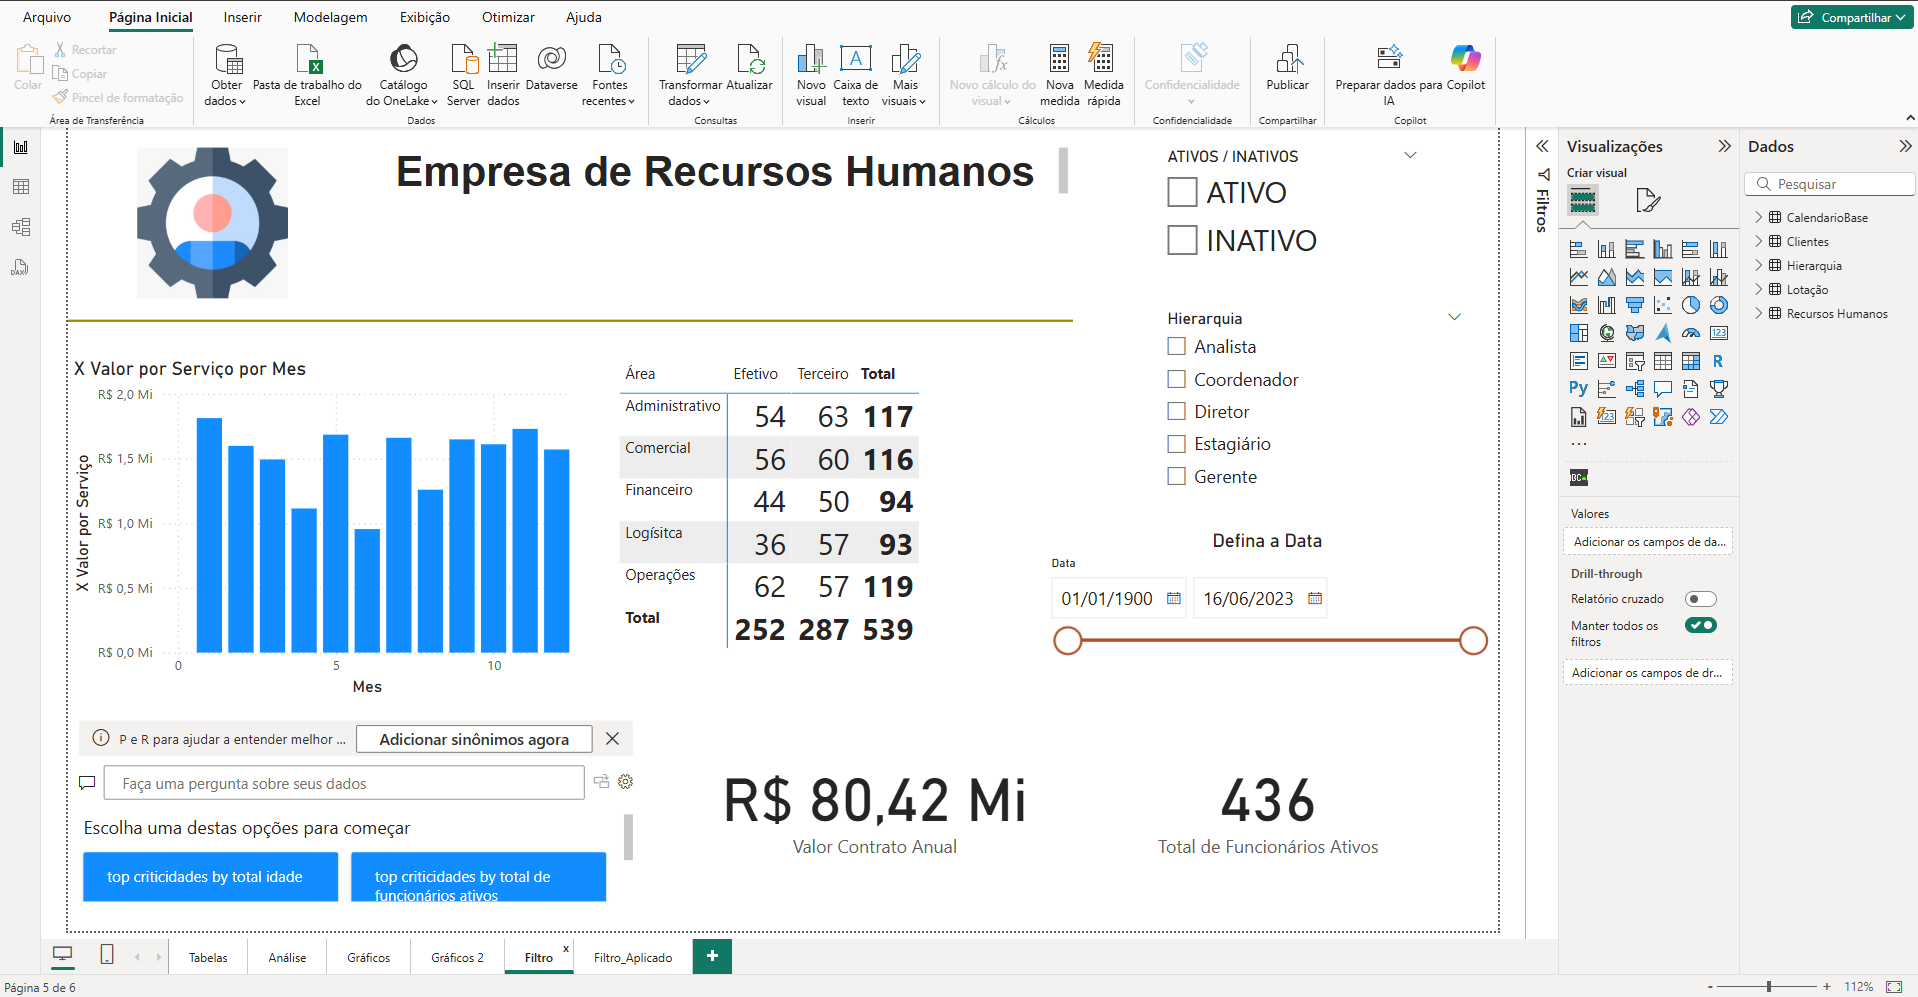 Arquivo Página Inicial Inserir Modelagem Exibição Otimizar Ajuda Compartilhar
Colar
Recortar
Copiar
Pincel de formatação
Área de Transferência
Obter dados
Pasta de trabalho do Excel
Catálogo do OneLake
SQL Server
Inserir dados
Dataverse
Fontes recentes
Dados
Transformar dados
Atualizar
Consultas
Novo visual
Caixa de texto
Mais visuais
Inserir
Novo cálculo do visual
Nova medida
Medida rápida
Cálculos
Confidencialidade
Confidencialidade
Publicar
Compartilhar
Preparar dados para IA
Copilot
Copilot
Empresa de Recursos Humanos
ATIVOS / INATIVOS
ATIVO
INATIVO
Hierarquia
Analista
Coordenador
Diretor
Estagiário
Gerente
X Valor por Serviço por Mes
X Valor por Serviço
R$ 2,0 Mi
R$ 1,5 Mi
R$ 1,0 Mi
R$ 0,5 Mi
R$ 0,0 Mi
0 5 10
Mes
Área Efetivo Terceiro Total
Administrativo 54 63 117
Comercial 56 60 116
Financeiro 44 50 94
Logísitca 36 57 93
Operações 62 57 119
Total 252 287 539
Defina a Data
Data
01/01/1900 16/06/2023
P e R para ajudar a entender melhor ... Adicionar sinônimos agora
Faça uma pergunta sobre seus dados
Escolha uma destas opções para começar
top criticidades by total idade
top criticidades by total de
funcionários ativos
R$ 80,42 Mi
Valor Contrato Anual
436
Total de Funcionários Ativos
Filtros
Visualizações
Criar visual
123
R
Py
123
Valores
Adicionar os campos de da...
Drill-through
Relatório cruzado
Manter todos os
filtros
Adicionar os campos de dr...
Dados
Pesquisar
CalendarioBase
Clientes
Hierarquia
Lotação
Recursos Humanos
Tabelas Análise Gráficos Gráficos 2 Filtro x Filtro_Aplicado +
Página 5 de 6
- + 112%